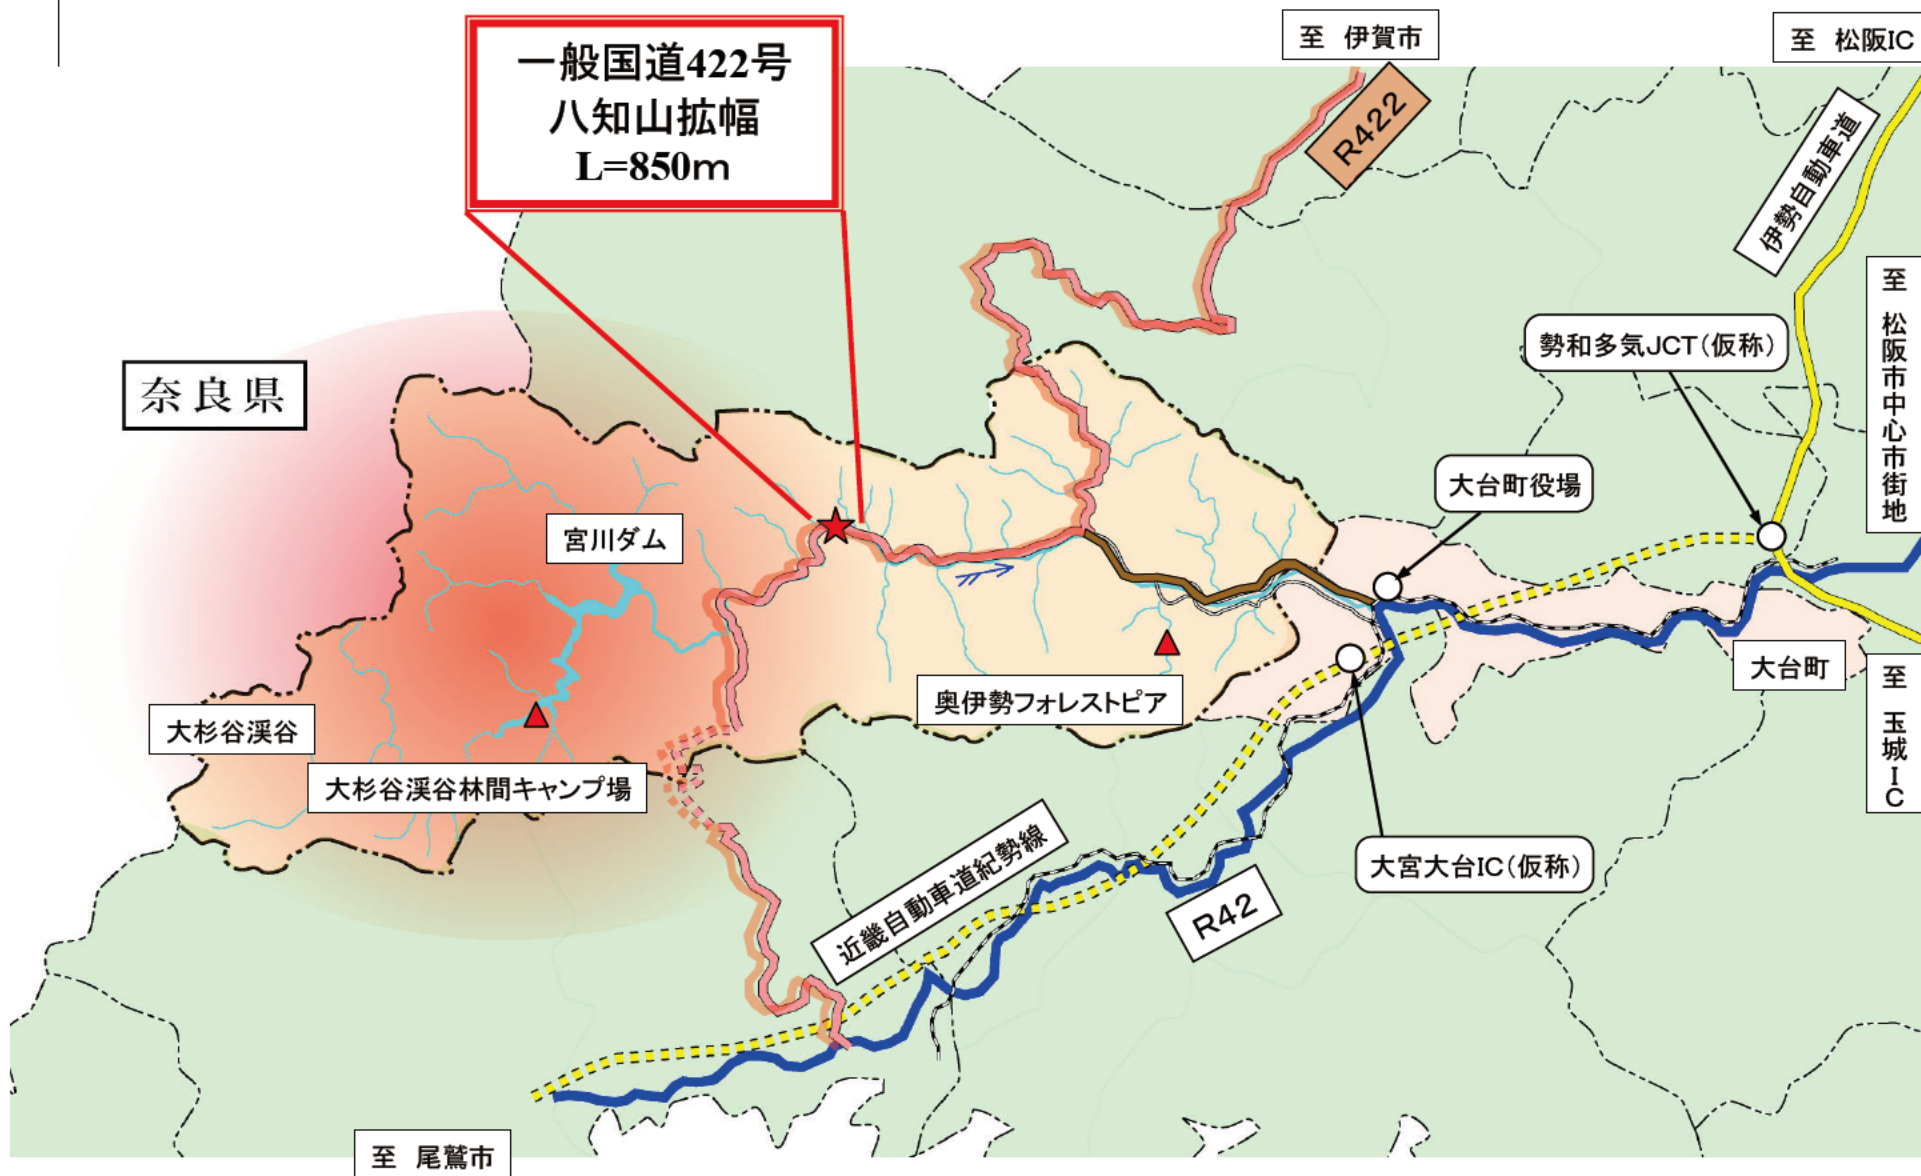 一般国道422号
八知山拡幅
L=850m
至 伊賀市
至 松阪IC
R422
伊勢自動車道
至 松阪市中心市街地
勢和多気JCT(仮称)
奈良県
大台町役場
宮川ダム
大台町
奥伊勢フォレストピア
至 玉城IC
大杉谷渓谷
大杉谷渓谷林間キャンプ場
近畿自動車道紀勢線
大宮大台IC(仮称)
R42
至 尾鷲市